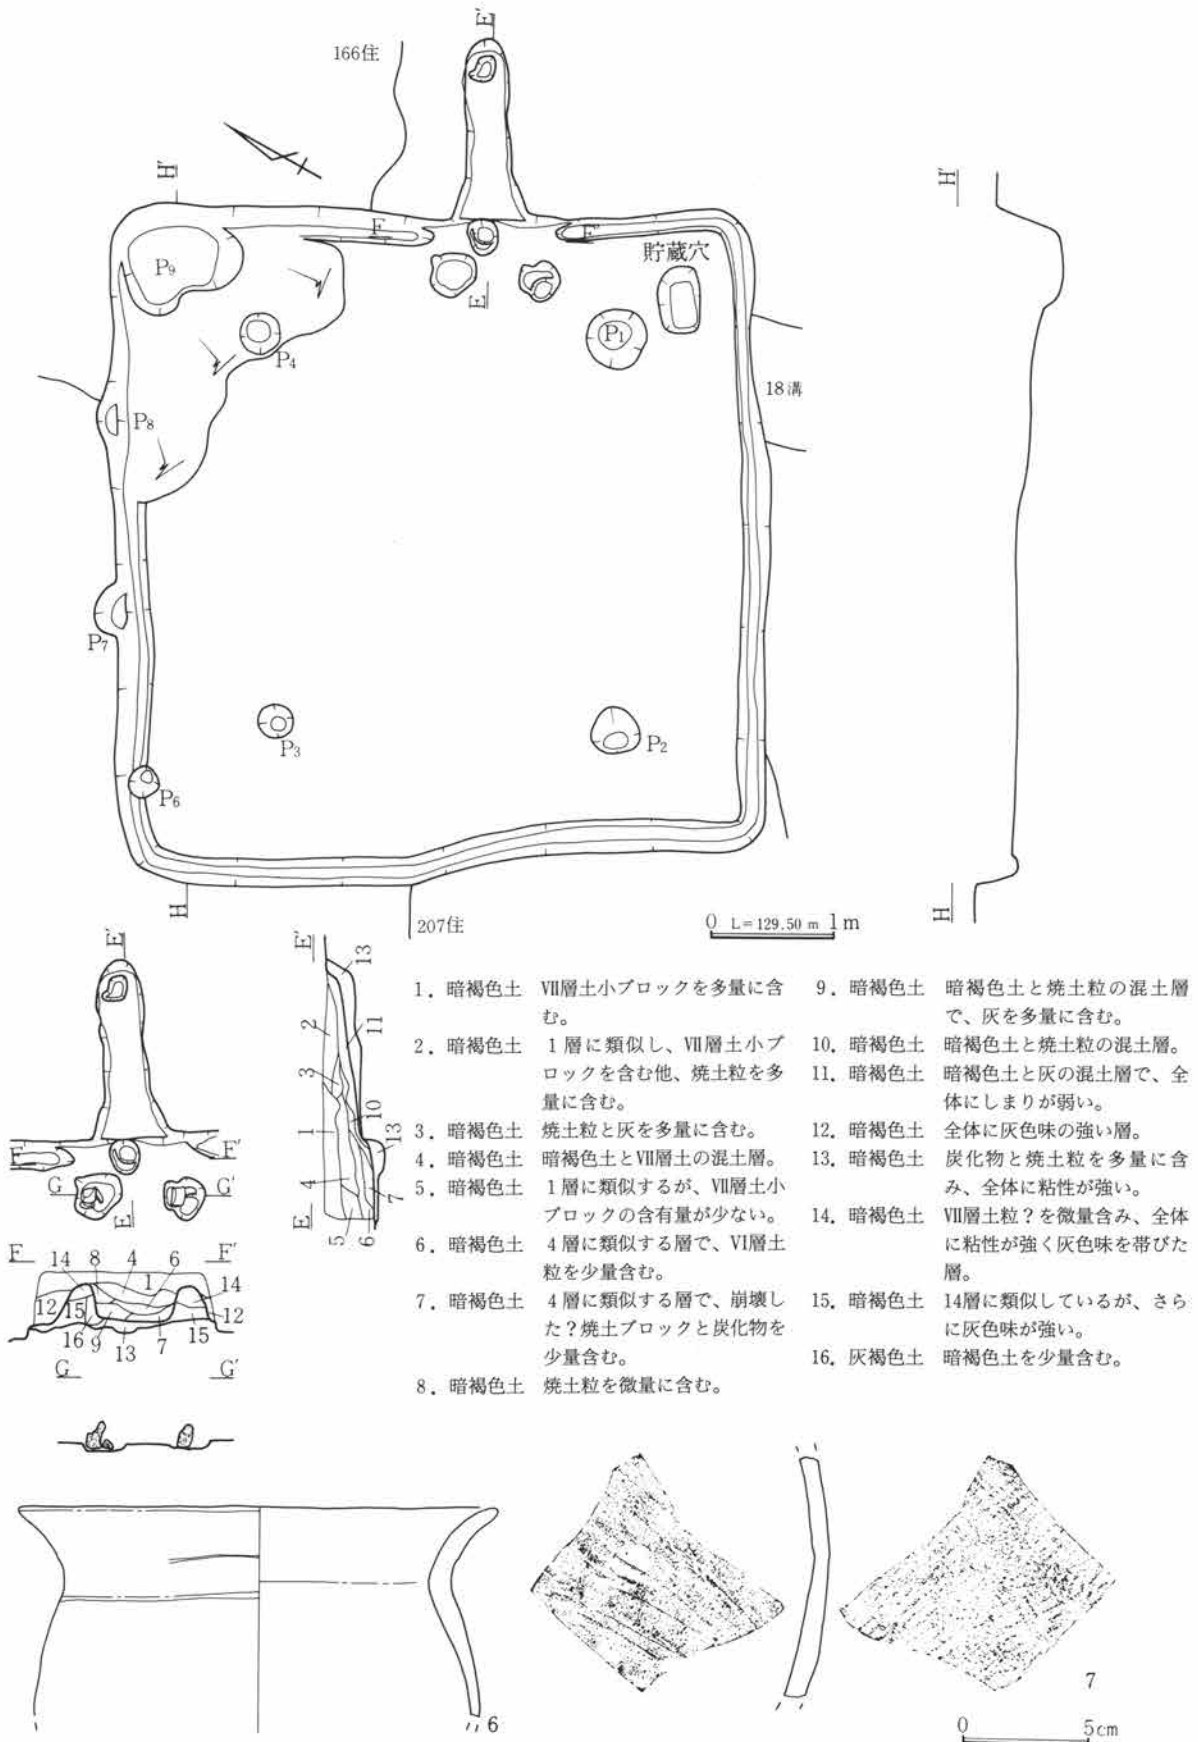 E'
166住
H'
H'
F
F'
貯蔵穴
P9
E
P1
P4
18溝
P8
P7
P3
P2
P6
H
H
207住
0 L=129.50 m 1m
E'
E'
13
2
11
3
10
1
13
4
7
5
6
E
F
F'
G
G'
E
F
F'
14 8 4 6
1
14
12 15
12
16 9 13 7 15
G
G'
1. 暗褐色土 Ⅶ層土小ブロックを多量に含
む。
2. 暗褐色土 1層に類似し、Ⅶ層土小ブ
ロックを含む他、焼土粒を多
量に含む。
3. 暗褐色土 焼土粒と灰を多量に含む。
4. 暗褐色土 暗褐色土とⅦ層土の混土層。
5. 暗褐色土 1層に類似するが、Ⅶ層土小
ブロックの含有量が少ない。
6. 暗褐色土 4層に類似する層で、Ⅵ層土
粒を少量含む。
7. 暗褐色土 4層に類似する層で、崩壊し
た?焼土ブロックと炭化物を
少量含む。
8. 暗褐色土 焼土粒を微量に含む。
9. 暗褐色土 暗褐色土と焼土粒の混土層
で、灰を多量に含む。
10. 暗褐色土 暗褐色土と焼土粒の混土層。
11. 暗褐色土 暗褐色土と灰の混土層で、全
体にしまりが弱い。
12. 暗褐色土 全体に灰色味の強い層。
13. 暗褐色土 炭化物と焼土粒を多量に含
み、全体に粘性が強い。
14. 暗褐色土 Ⅶ層土粒?を微量含み、全体
に粘性が強く灰色味を帯びた
層。
15. 暗褐色土 14層に類似しているが、さら
に灰色味が強い。
16. 灰褐色土 暗褐色土を少量含む。
6
7
0 5cm